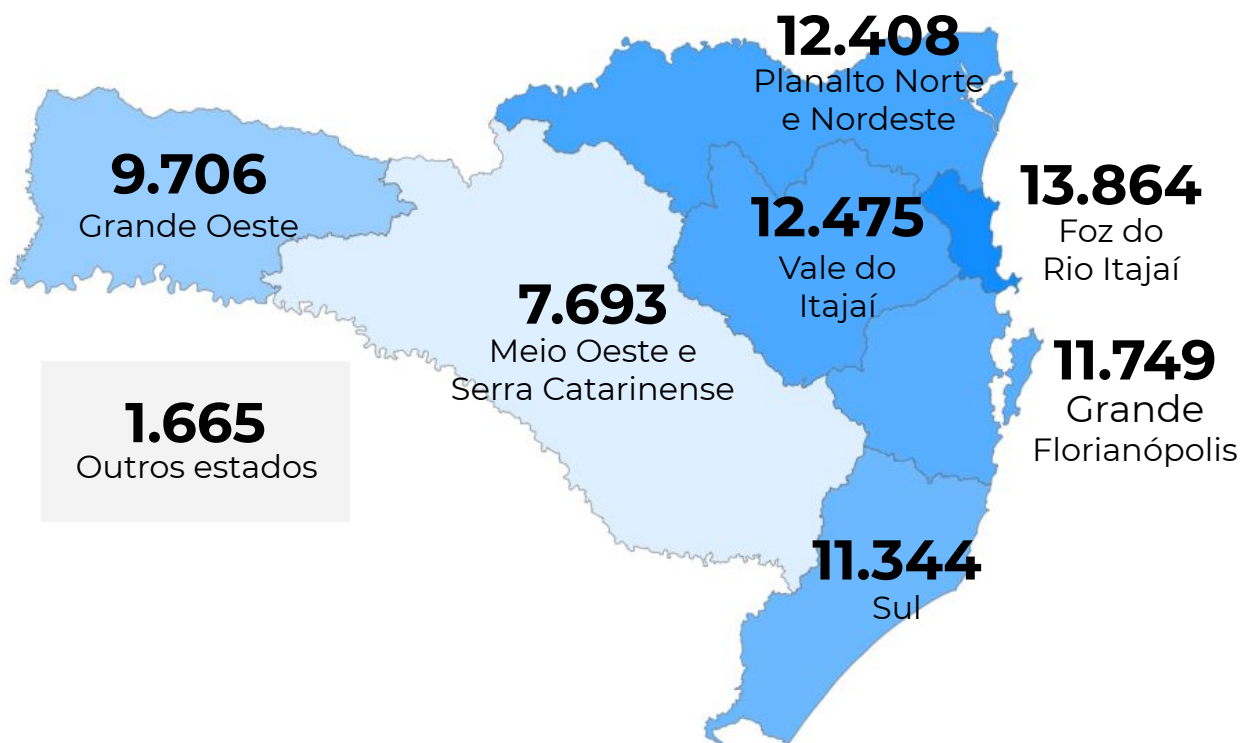 12.408
Planalto Norte
e Nordeste
9.706
Grande Oeste
12.475
Vale do
Itajaí
13.864
Foz do
Rio Itajaí
7.693
Meio Oeste e
Serra Catarinense
11.749
Grande
Florianópolis
1.665
Outros estados
11.344
Sul